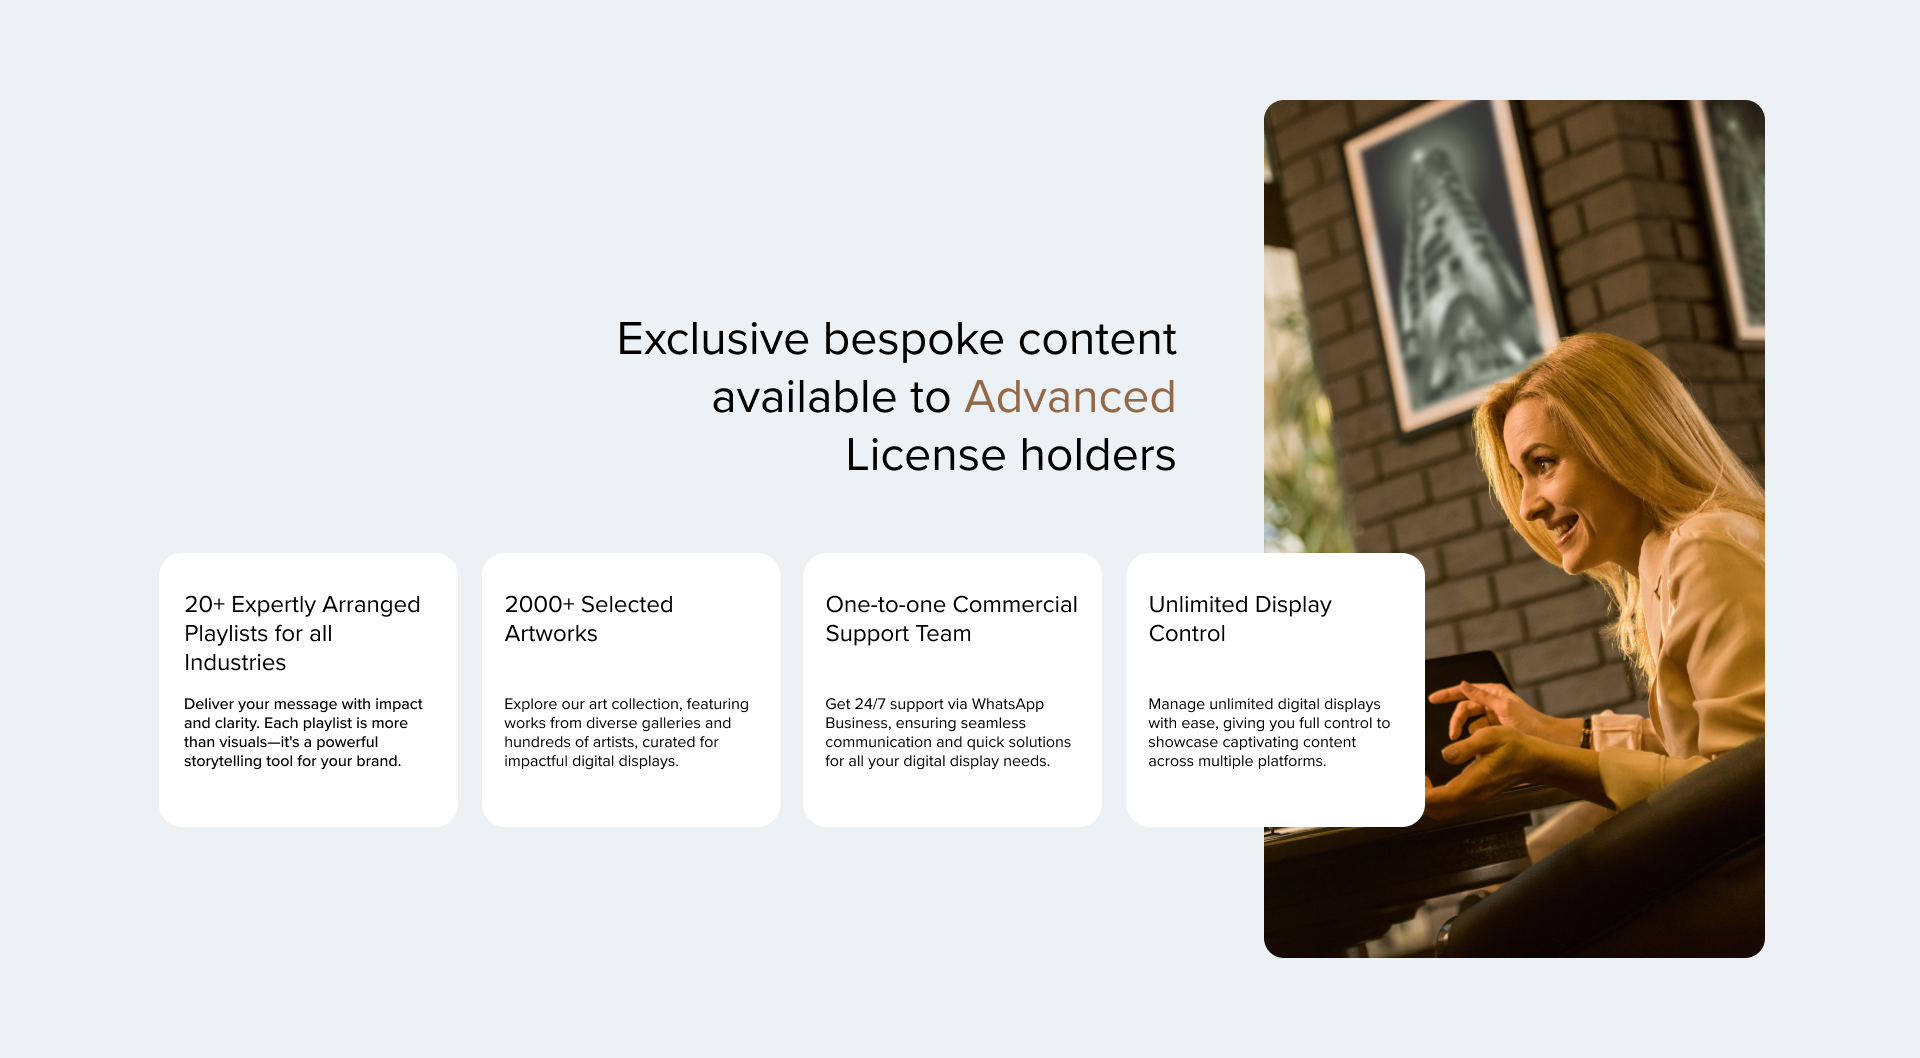 Exclusive bespoke content
available to Advanced
License holders
20+ Expertly Arranged
Playlists for all
Industries
Deliver your message with impact
and clarity. Each playlist is more
than visuals—it's a powerful
storytelling tool for your brand.
2000+ Selected
Artworks
Explore our art collection, featuring
works from diverse galleries and
hundreds of artists, curated for
impactful digital displays.
One-to-one Commercial
Support Team
Get 24/7 support via WhatsApp
Business, ensuring seamless
communication and quick solutions
for all your digital display needs.
Unlimited Display
Control
Manage unlimited digital displays
with ease, giving you full control to
showcase captivating content
across multiple platforms.